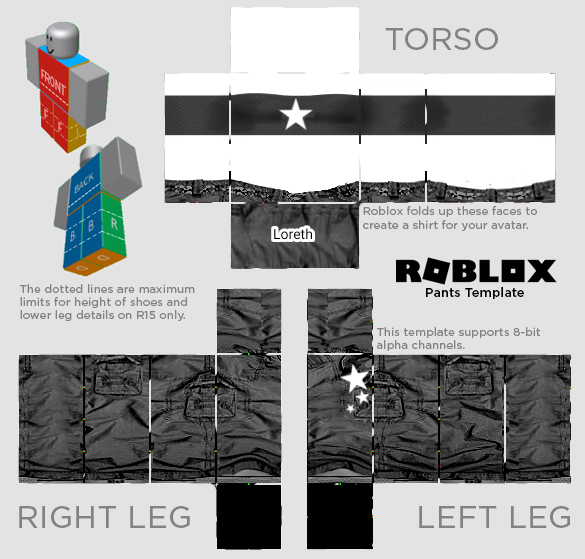 TORSO
FRONT
F F L
BACK
B B R
Loreth
Roblox folds up these faces to
create a shirt for your avatar.
ROBLOX
Pants Template
The dotted lines are maximum
limits for height of shoes and
lower leg details on R15 only.
This template supports 8-bit
alpha channels.
RIGHT LEG
LEFT LEG